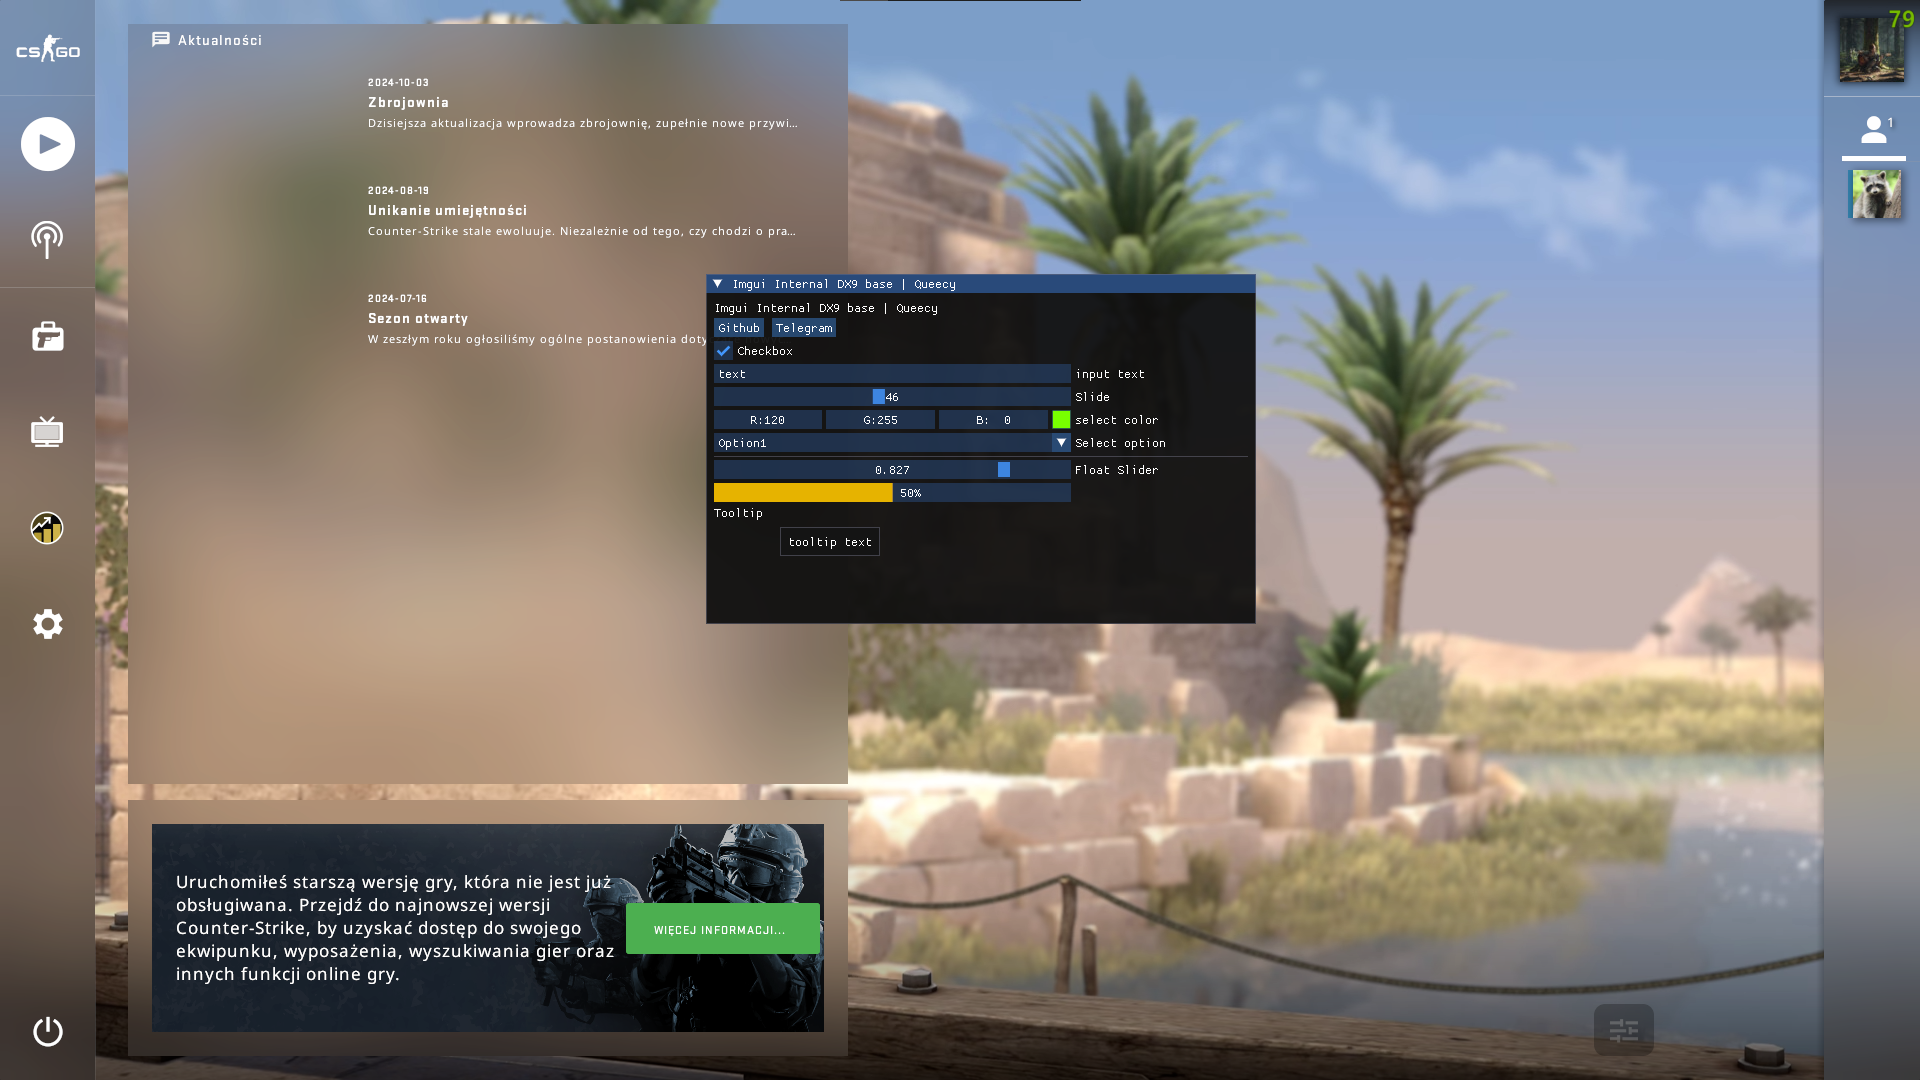 CS GO
Aktualności
2024-10-03
Zbrojownia
Dzisiejsza aktualizacja wprowadza zbrojownię, zupełnie nowe przywi...
2024-08-19
Unikanie umiejętności
Counter-Strike stale ewoluuje. Niezależnie od tego, czy chodzi o pra...
2024-07-16
Sezon otwarty
W zeszłym roku ogłosiliśmy ogólne postanowienia doty
Imgui Internal DX9 base | Queecy
Imgui Internal DX9 base | Queecy
Github Telegram
Checkbox
text input text
46 Slide
R:120 G:255 B: 0 select color
Option1 Select option
0.827 Float Slider
50%
Tooltip
tooltip text
Uruchomiłeś starszą wersję gry, która nie jest już
obsługiwana. Przejdź do najnowszej wersji
Counter-Strike, by uzyskać dostęp do swojego
ekwipunku, wyposażenia, wyszukiwania gier oraz
innych funkcji online gry.
WIĘCEJ INFORMACJI...
79
1